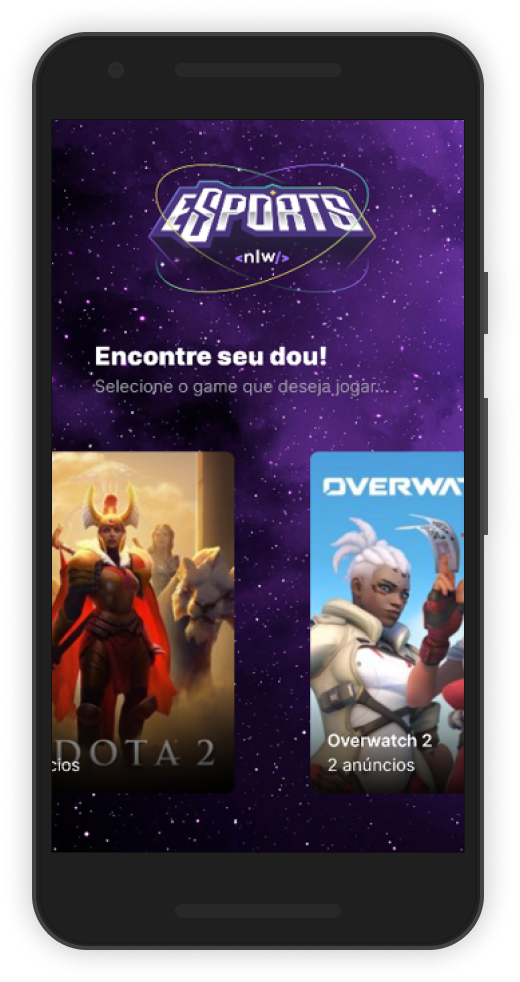 ESPORTS
<nlw/>
Encontre seu dou!
Selecione o game que deseja jogar...
OVERWAT
DOTA 2
cios
Overwatch 2
2 anúncios